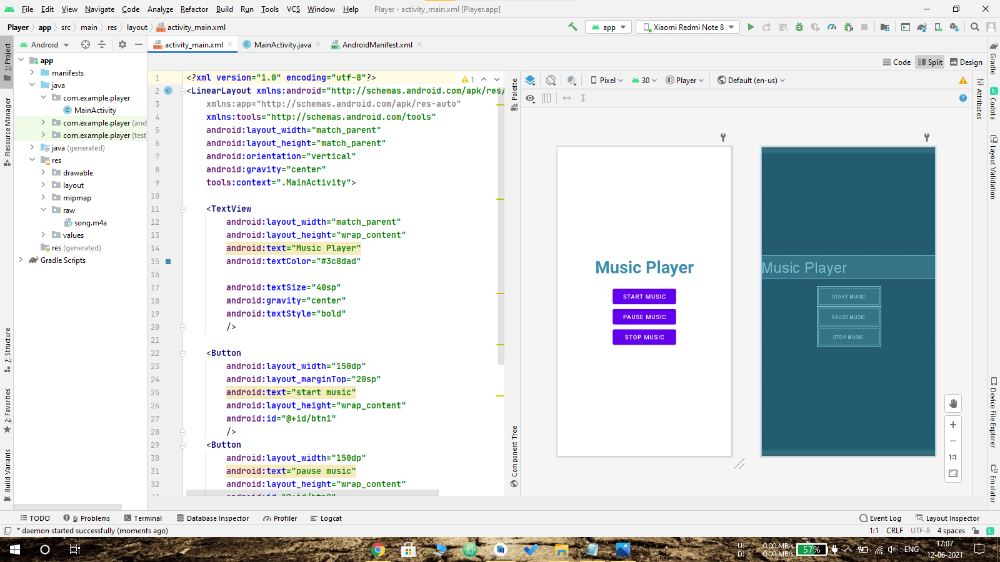 File Edit View Navigate Code Analyze Refactor Build Run Tools VCS Window Help Player - activity_main.xml [Player.app]
Player app src main res layout activity_main.xml app Xiaomi Redmi Note 8
Android activity_main.xml MainActivity.java AndroidManifest.xml
Code Split Design
1: Project
Resource Manager
7: Structure
2: Favorites
Build Variants
app
manifests
java
com.example.player
MainActivity
com.example.player (and
com.example.player (test
java (generated)
res
drawable
layout
mipmap
raw
song.m4a
values
res (generated)
Gradle Scripts
1 <?xml version="1.0" encoding="utf-8"?> 1
2 <LinearLayout xmlns:android="http://schemas.android.com/apk/res/
3 xmlns:app="http://schemas.android.com/apk/res-auto"
4 xmlns:tools="http://schemas.android.com/tools"
5 android:layout_width="match_parent"
6 android:layout_height="match_parent"
7 android:orientation="vertical"
8 android:gravity="center"
9 tools:context=".MainActivity">
10
11 <TextView
12 android:layout_width="match_parent"
13 android:layout_height="wrap_content"
14 android:text="Music Player"
15 android:textColor="#3c8dad"
16
17 android:textSize="40sp"
18 android:gravity="center"
19 android:textStyle="bold"
20 />
21
22 <Button
23 android:layout_width="150dp"
24 android:layout_marginTop="20sp"
25 android:text="start music"
26 android:layout_height="wrap_content"
27 android:id="@+id/btn1"
28 />
29 <Button
30 android:layout_width="150dp"
31 android:text="pause music"
32 android:layout_height="wrap_content"
Palette
Component Tree
Pixel 30 Player Default (en-us)
Music Player
START MUSIC
PAUSE MUSIC
STOP MUSIC
Music Player
START MUSIC
PAUSE MUSIC
STOP MUSIC
1:1
Attributes
Gradle
Codota
Layout Validation
Device File Explorer
Emulator
TODO 6: Problems Terminal Database Inspector Profiler Logcat Event Log Layout Inspector
* daemon started successfully (moments ago) 1:1 CRLF UTF-8 4 spaces
U: 0.00 MB/s
D: 0.00 MB/s
57%
ENG
17:07
12-06-2021